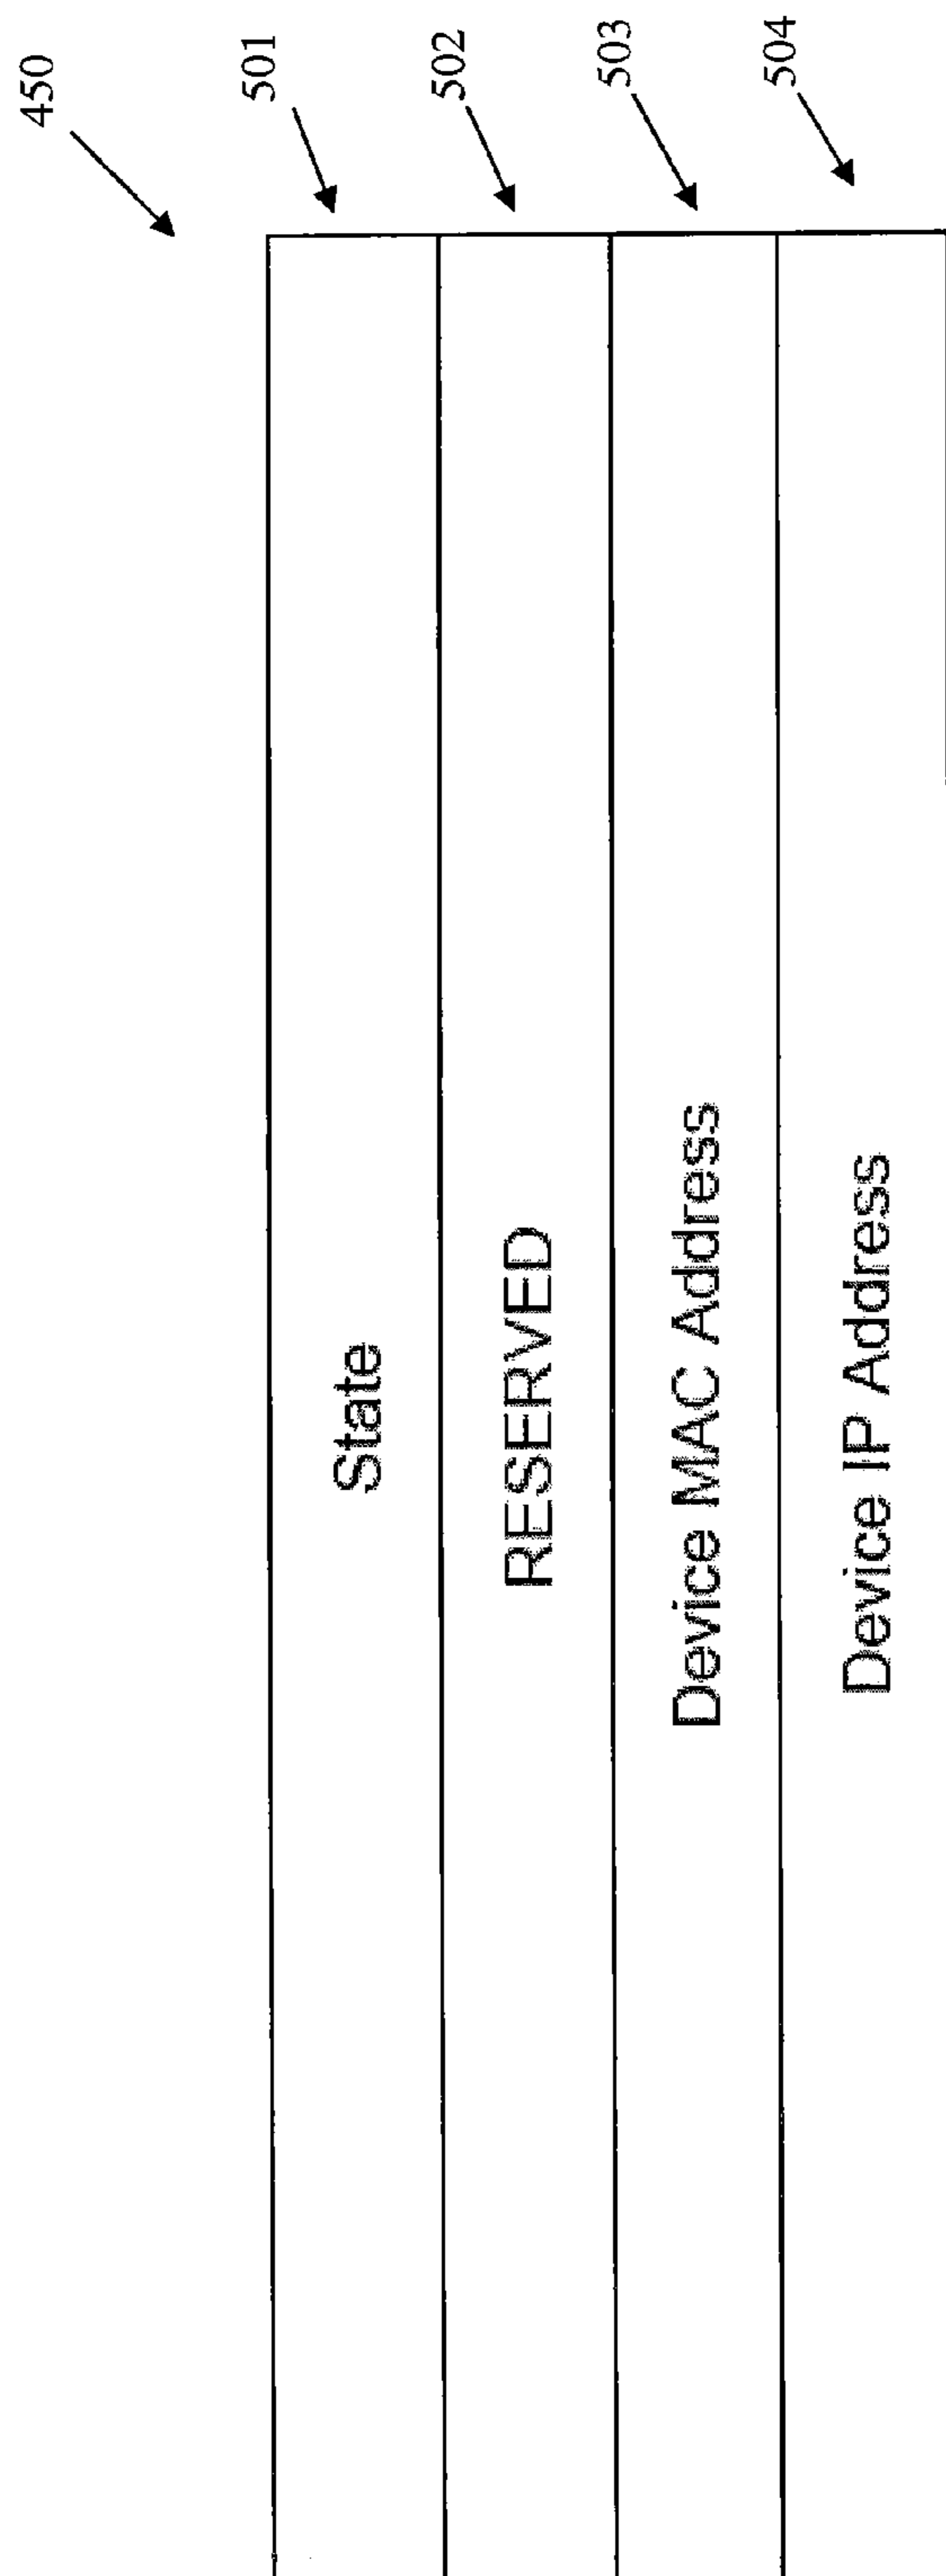 450
State
501
RESERVED
502
Device MAC Address
503
Device IP Address
504